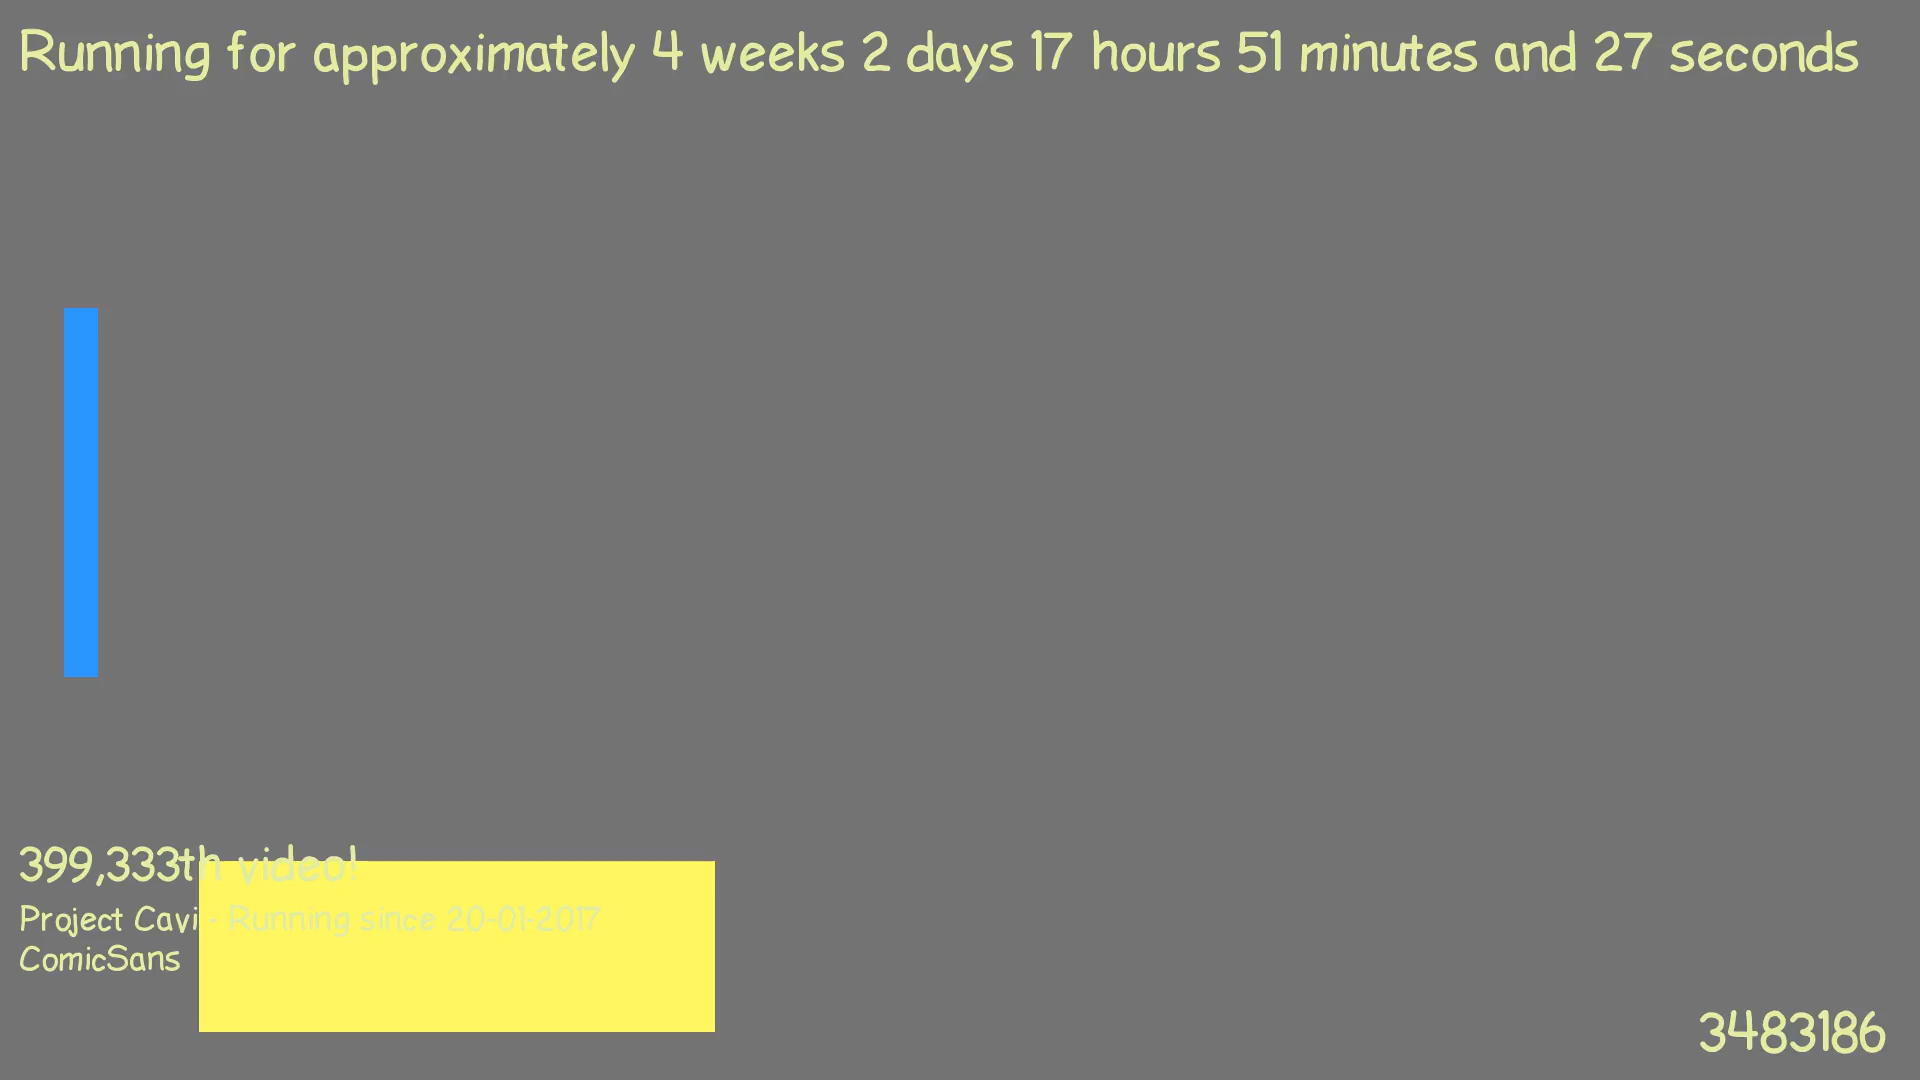 Running for approximately 4 weeks 2 days 17 hours 51 minutes and 27 seconds
399,333th video!
Project Cavi - Running since 20-01-2017
ComicSans
3483186